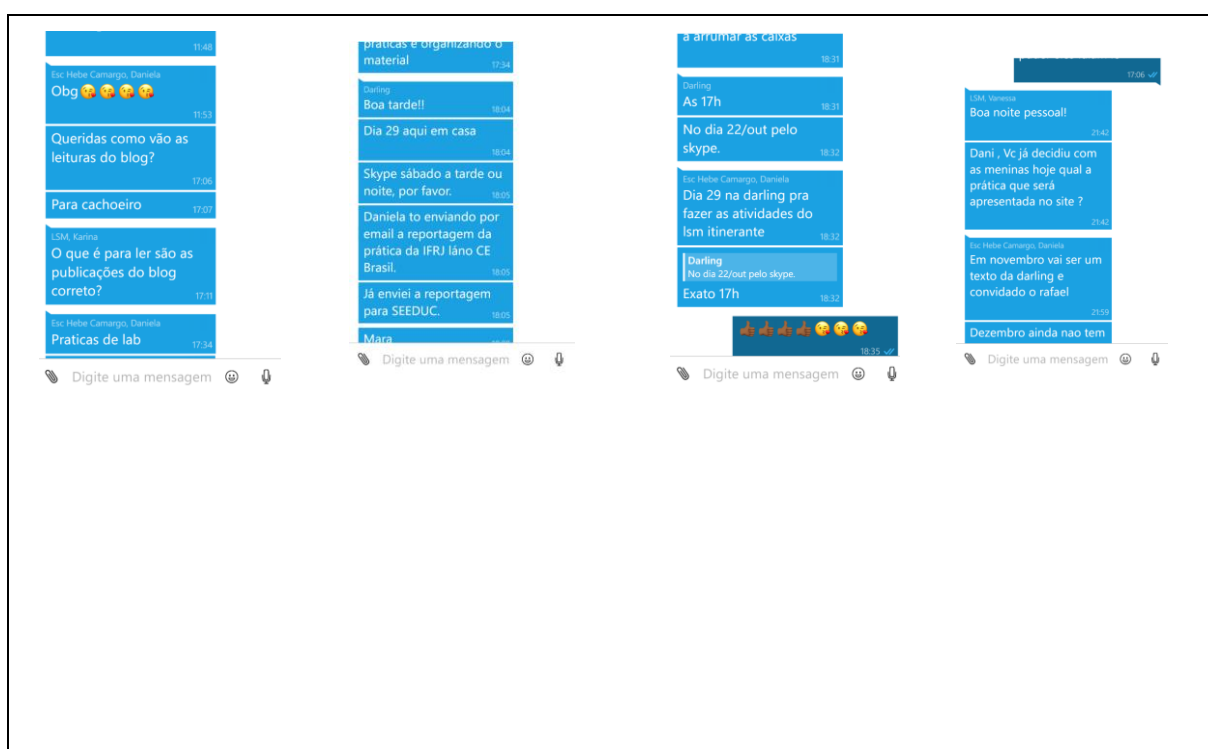 11:48
Esc Hebe Camargo, Daniela
Obg😘😘😘😘
11:53
Queridas como vão as
leituras do blog?
17:06
Para cachoeiro
17:07
LSM, Karina
O que é para ler são as
publicações do blog
correto?
17:11
Esc Hebe Camargo, Daniela
Praticas de lab
17:34
Digite uma mensagem
praticas e organizando o
material
17:34
Darling
Boa tarde!!
18:04
Dia 29 aqui em casa
18:04
Skype sábado a tarde ou
noite, por favor.
18:05
Daniela to enviando por
email a reportagem da
prática da IFRJ láno CE
Brasil.
18:05
Já enviei a reportagem
para SEEDUC.
18:05
Mara
Digite uma mensagem
a arrumar as caixas
18:31
Darling
As 17h
18:31
No dia 22/out pelo
skype.
18:32
Esc Hebe Camargo, Daniela
Dia 29 na darling pra
fazer as atividades do
lsm itinerante
18:32
Darling
No dia 22/out pelo skype.
Exato 17h
18:32
👍🏾👍🏾👍🏾👍🏾😘😘😘
18:35
Digite uma mensagem
17:06
LSM, Vanessa
Boa noite pessoal!
21:42
Dani , Vc já decidiu com
as meninas hoje qual a
prática que será
apresentada no site ?
21:42
Esc Hebe Camargo, Daniela
Em novembro vai ser um
texto da darling e
convidado o rafael
21:59
Dezembro ainda nao tem
Digite uma mensagem